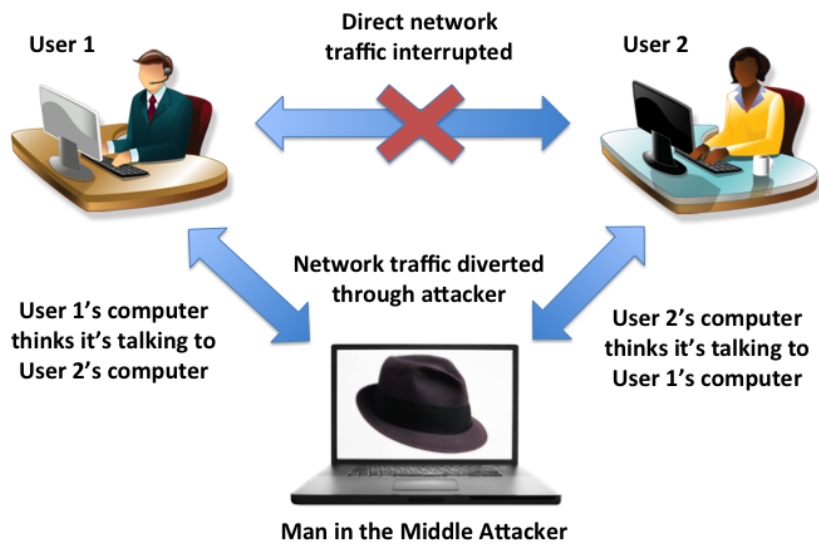 User 1
Direct network
traffic interrupted
User 2
Network traffic diverted
through attacker
User 1's computer
thinks it's talking to
User 2's computer
User 2's computer
thinks it's talking to
User 1's computer
Man in the Middle Attacker